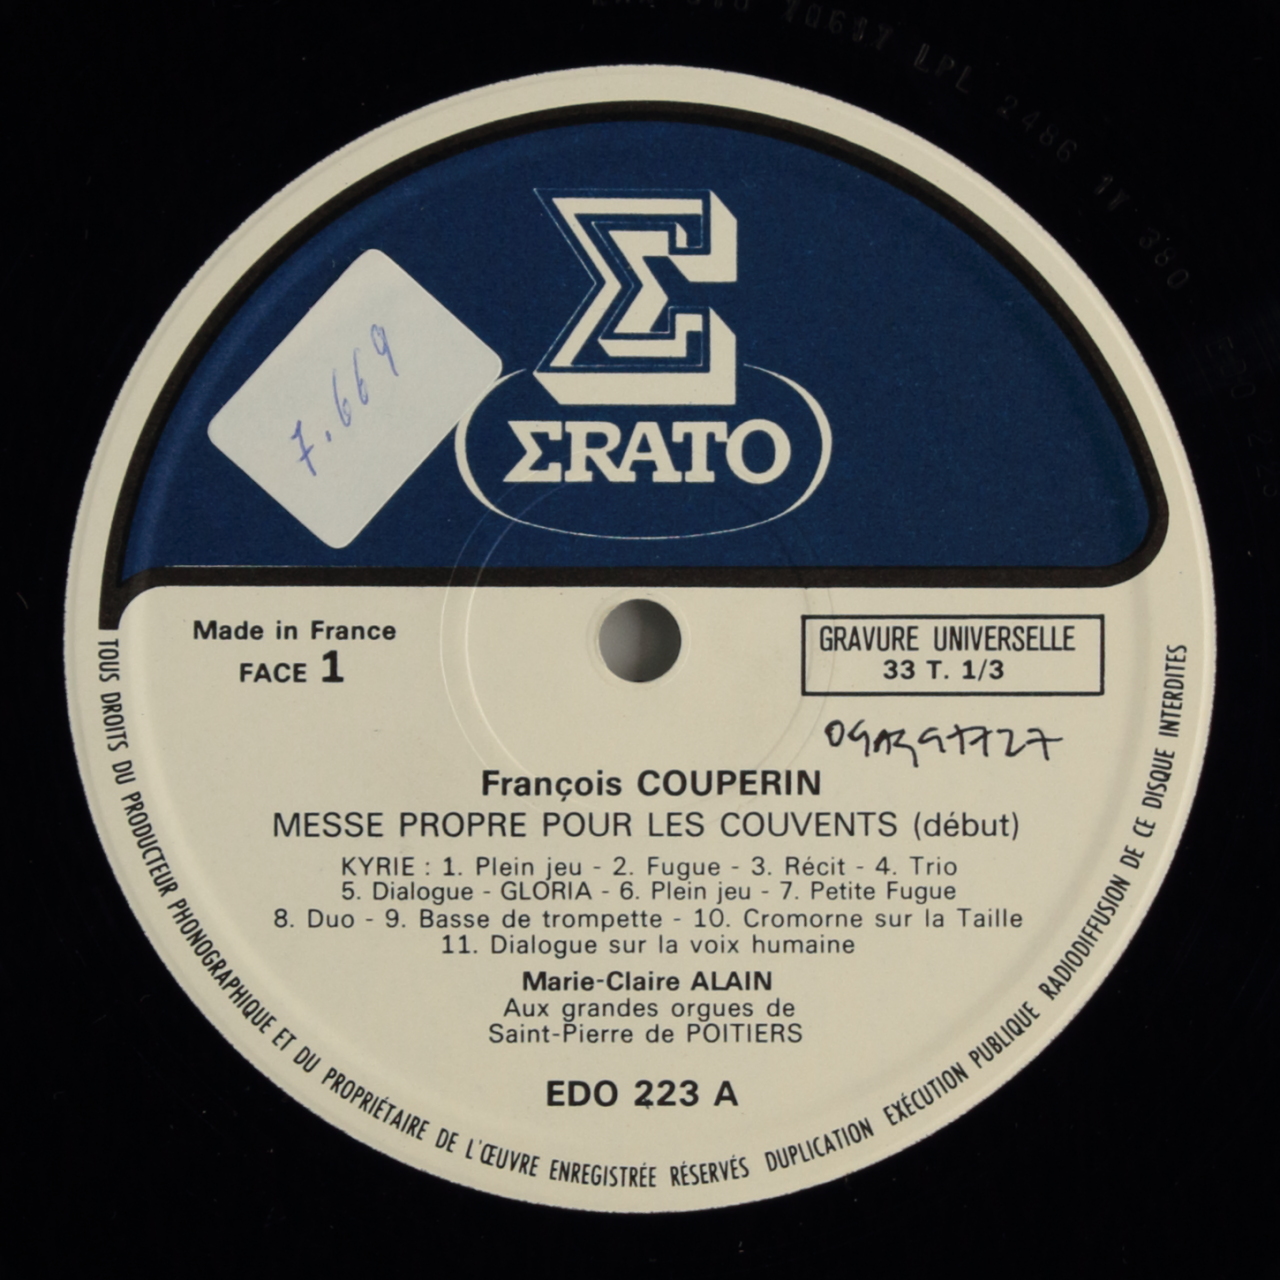 7.669
ΣRATO
Made in France
FACE 1
GRAVURE UNIVERSELLE
33 T. 1/3
François COUPERIN
MESSE PROPRE POUR LES COUVENTS (début)
KYRIE : 1. Plein jeu - 2. Fugue - 3. Récit - 4. Trio
5. Dialogue - GLORIA - 6. Plein jeu - 7. Petite Fugue
8. Duo - 9. Basse de trompette - 10. Cromorne sur la Taille
11. Dialogue sur la voix humaine
Marie-Claire ALAIN
Aux grandes orgues de
Saint-Pierre de POITIERS
EDO 223 A
TOUS DROITS DU PRODUCTEUR PHONOGRAPHIQUE ET DU PROPRIÉTAIRE DE L'ŒUVRE ENREGISTRÉE RÉSERVÉS DUPLICATION EXÉCUTION PUBLIQUE RADIODIFFUSION DE CE DISQUE INTERDITES
LPL 2486 1Y 380